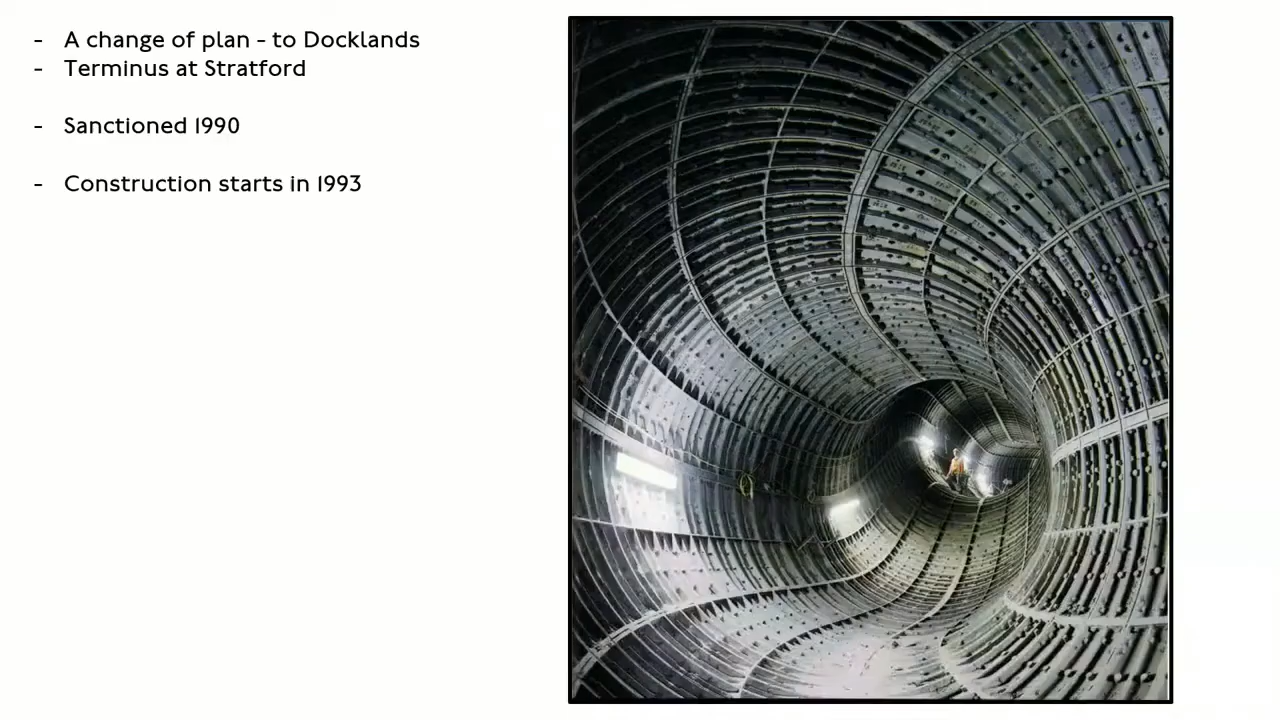 - A change of plan - to Docklands
- Terminus at Stratford
- Sanctioned 1990
- Construction starts in 1993